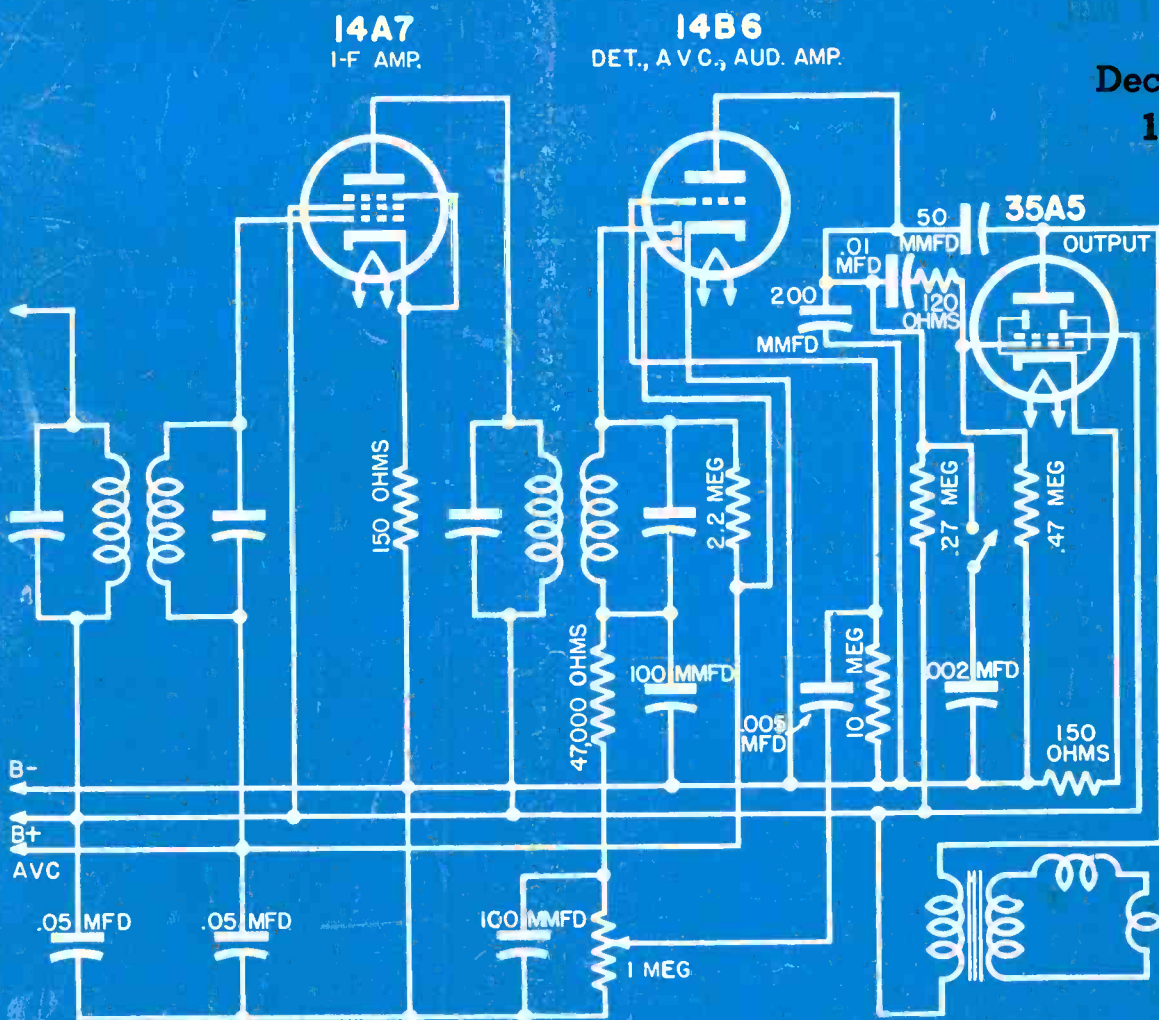 14A7
I-F AMP.
14B6
DET., A V C., AUD. AMP.
Dec
1
50
MMFD
35A5
OUTPUT
.01
MFD
120
OHMS
200
MMFD
150 OHMS
2.2 MEG
.27 MEG
.47 MEG
47,000 OHMS
100 MMFD
.005
MFD
10 MEG
.002 MFD
150
OHMS
B-
B+
AVC
.05 MFD
.05 MFD
100 MMFD
1 MEG